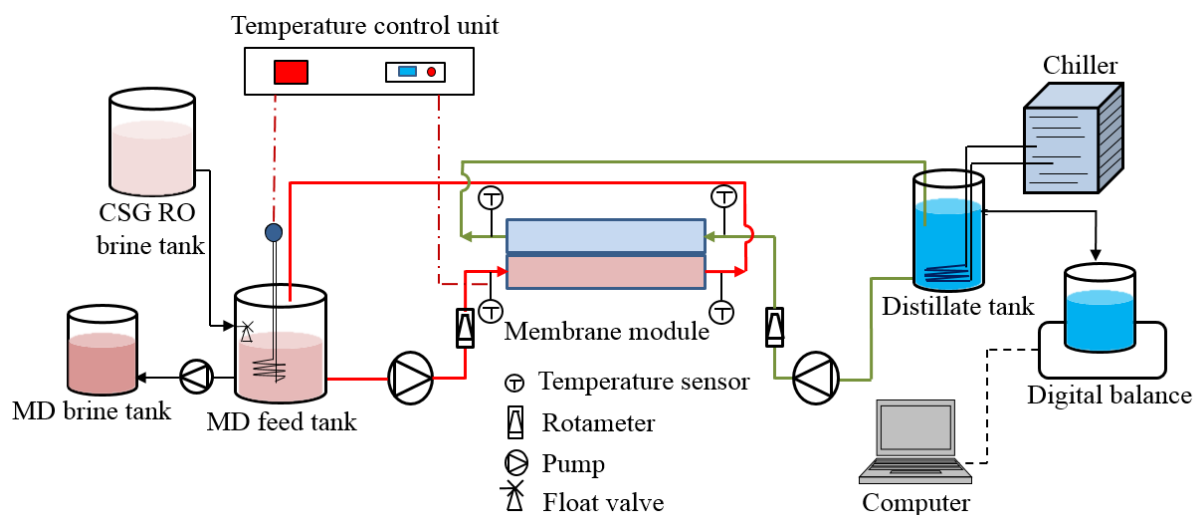 Temperature control unit
Chiller
CSG RO
brine tank
T
T
Distillate tank
T
T
Membrane module
MD brine tank
MD feed tank
T Temperature sensor
Rotameter
Pump
Float valve
Digital balance
Computer